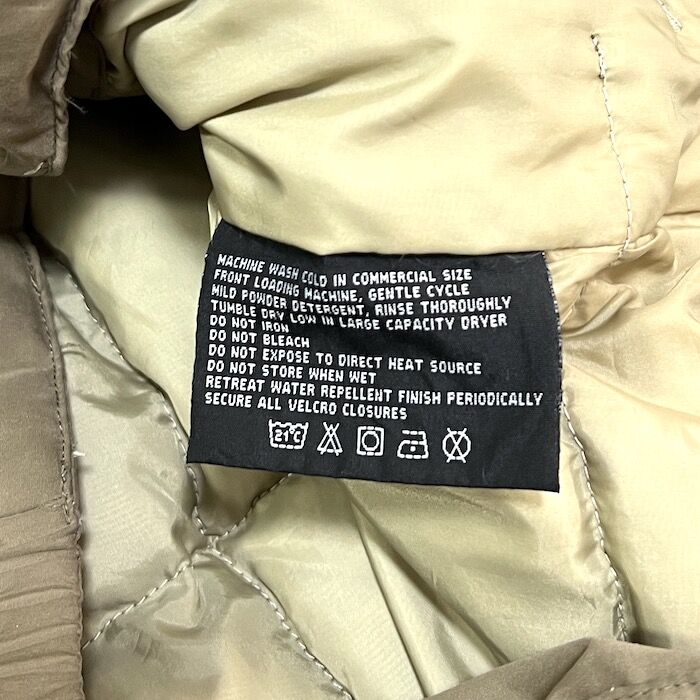 MACHINE WASH COLD IN COMMERCIAL SIZE
FRONT LOADING MACHINE, GENTLE CYCLE
MILD POWDER DETERGENT, RINSE THOROUGHLY
TUMBLE DRY LOW IN LARGE CAPACITY DRYER
DO NOT IRON
DO NOT BLEACH
DO NOT EXPOSE TO DIRECT HEAT SOURCE
DO NOT STORE WHEN WET
RETREAT WATER REPELLENT FINISH PERIODICALLY
SECURE ALL VELCRO CLOSURES
21°C